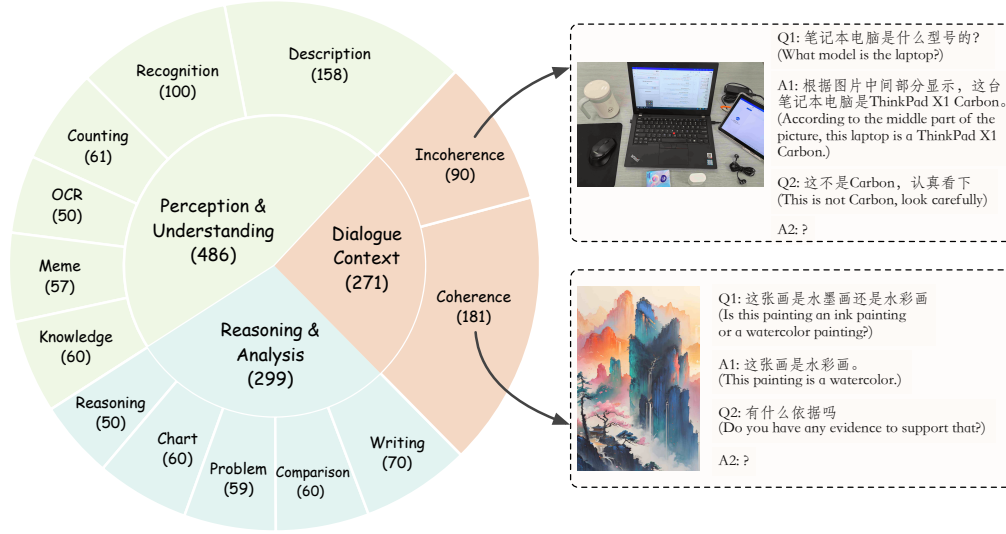 Description
(158)
Recognition
(100)
Counting
(61)
OCR
(50)
Meme
(57)
Knowledge
(60)
Perception &
Understanding
(486)
Incoherence
(90)
Coherence
(181)
Dialogue
Context
(271)
Reasoning &
Analysis
(299)
Reasoning
(50)
Chart
(60)
Problem
(59)
Comparison
(60)
Writing
(70)
Q1: 笔记本电脑是什么型号的?
(What model is the laptop?)
A1: 根据图片中间部分显示，这台
笔记本电脑是ThinkPad X1 Carbon。
(According to the middle part of the
picture, this laptop is a ThinkPad X1
Carbon.)
Q2: 这不是Carbon，认真看下
(This is not Carbon, look carefully)
A2: ?
Q1: 这张画是水墨画还是水彩画
(Is this painting an ink painting
or a watercolor painting?)
A1: 这张画是水彩画。
(This painting is a watercolor.)
Q2: 有什么依据吗
(Do you have any evidence to support that?)
A2: ?